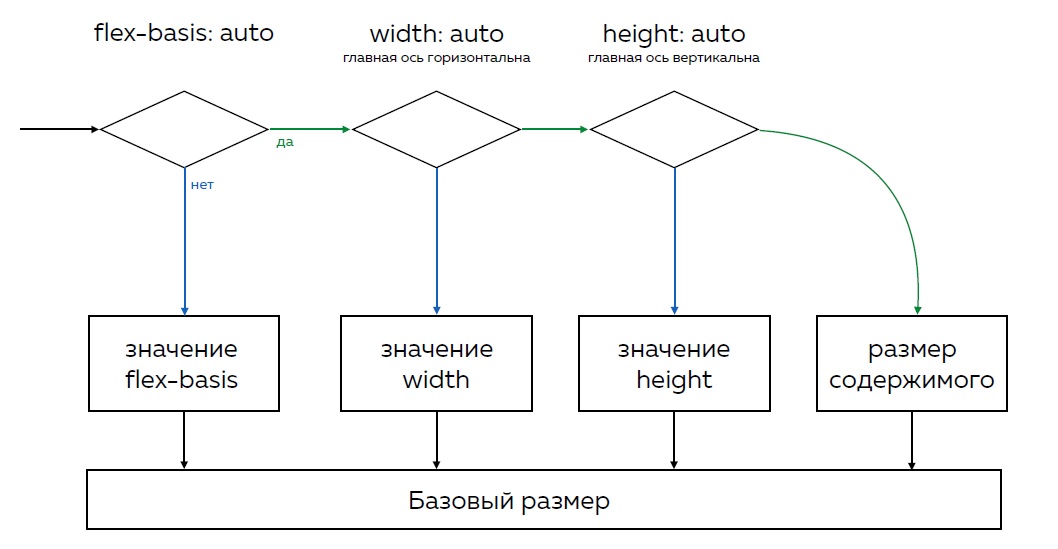 flex-basis: auto
width: auto
height: auto
главная ось горизонтальна
главная ось вертикальна
да
нет
значение
flex-basis
значение
width
значение
height
размер
содержимого
Базовый размер